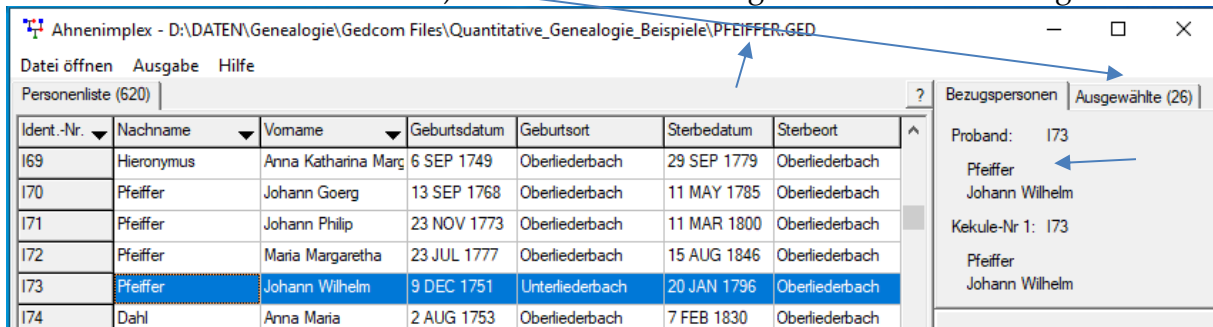 Ahnenimplex - D:\DATEN\Genealogie\Gedcom Files\Quantitative_Genealogie_Beispiele\PFEIFFER.GED
Datei öffnen Ausgabe Hilfe
Personenliste (620) ? Bezugspersonen Ausgewählte (26)
Ident.-Nr. Nachname Vorname Geburtsdatum Geburtsort Sterbedatum Sterbeort
I69 Hieronymus Anna Katharina Marg 6 SEP 1749 Oberliederbach 29 SEP 1779 Oberliederbach
I70 Pfeiffer Johann Goerg 13 SEP 1768 Oberliederbach 11 MAY 1785 Oberliederbach
I71 Pfeiffer Johann Philip 23 NOV 1773 Oberliederbach 11 MAR 1800 Oberliederbach
I72 Pfeiffer Maria Margaretha 23 JUL 1777 Oberliederbach 15 AUG 1846 Oberliederbach
I73 Pfeiffer Johann Wilhelm 9 DEC 1751 Unterliederbach 20 JAN 1796 Oberliederbach
I74 Dahl Anna Maria 2 AUG 1753 Oberliederbach 7 FEB 1830 Oberliederbach
Proband: I73
Pfeiffer
Johann Wilhelm
Kekule-Nr 1: I73
Pfeiffer
Johann Wilhelm